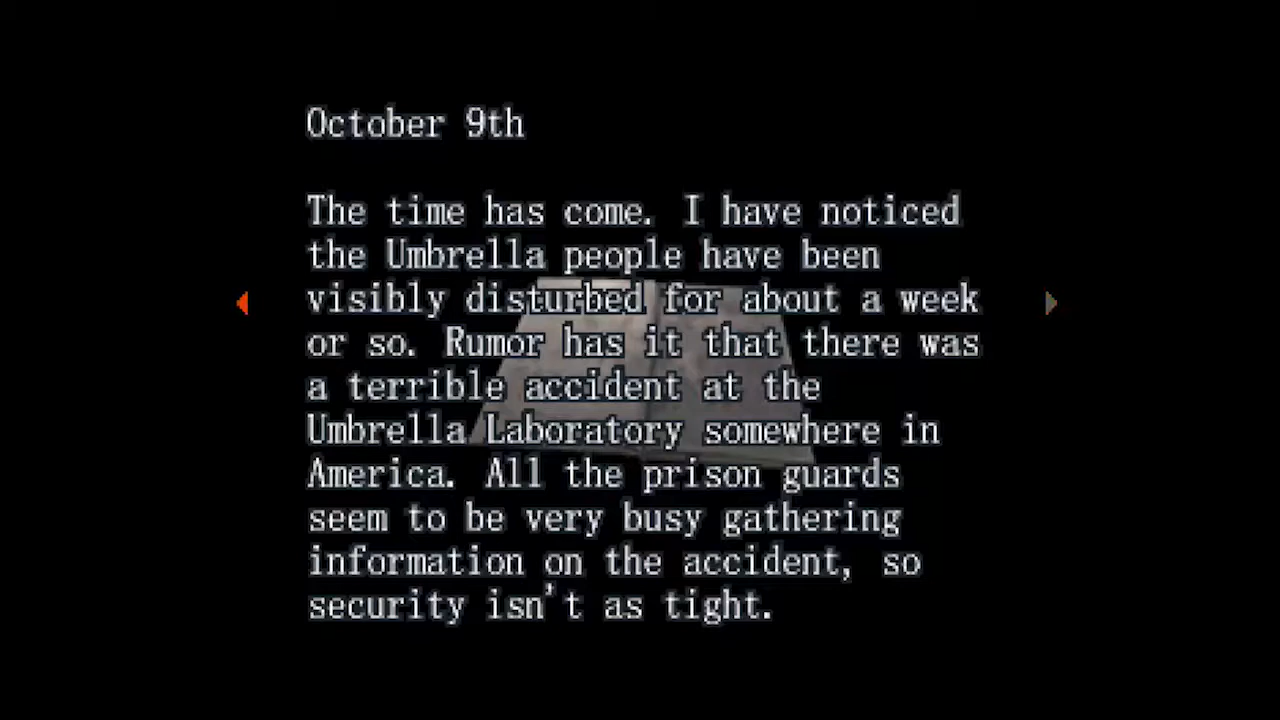 October 9th
The time has come. I have noticed
the Umbrella people have been
visibly disturbed for about a week
or so. Rumor has it that there was
a terrible accident at the
Umbrella Laboratory somewhere in
America. All the prison guards
seem to be very busy gathering
information on the accident, so
security isn't as tight.